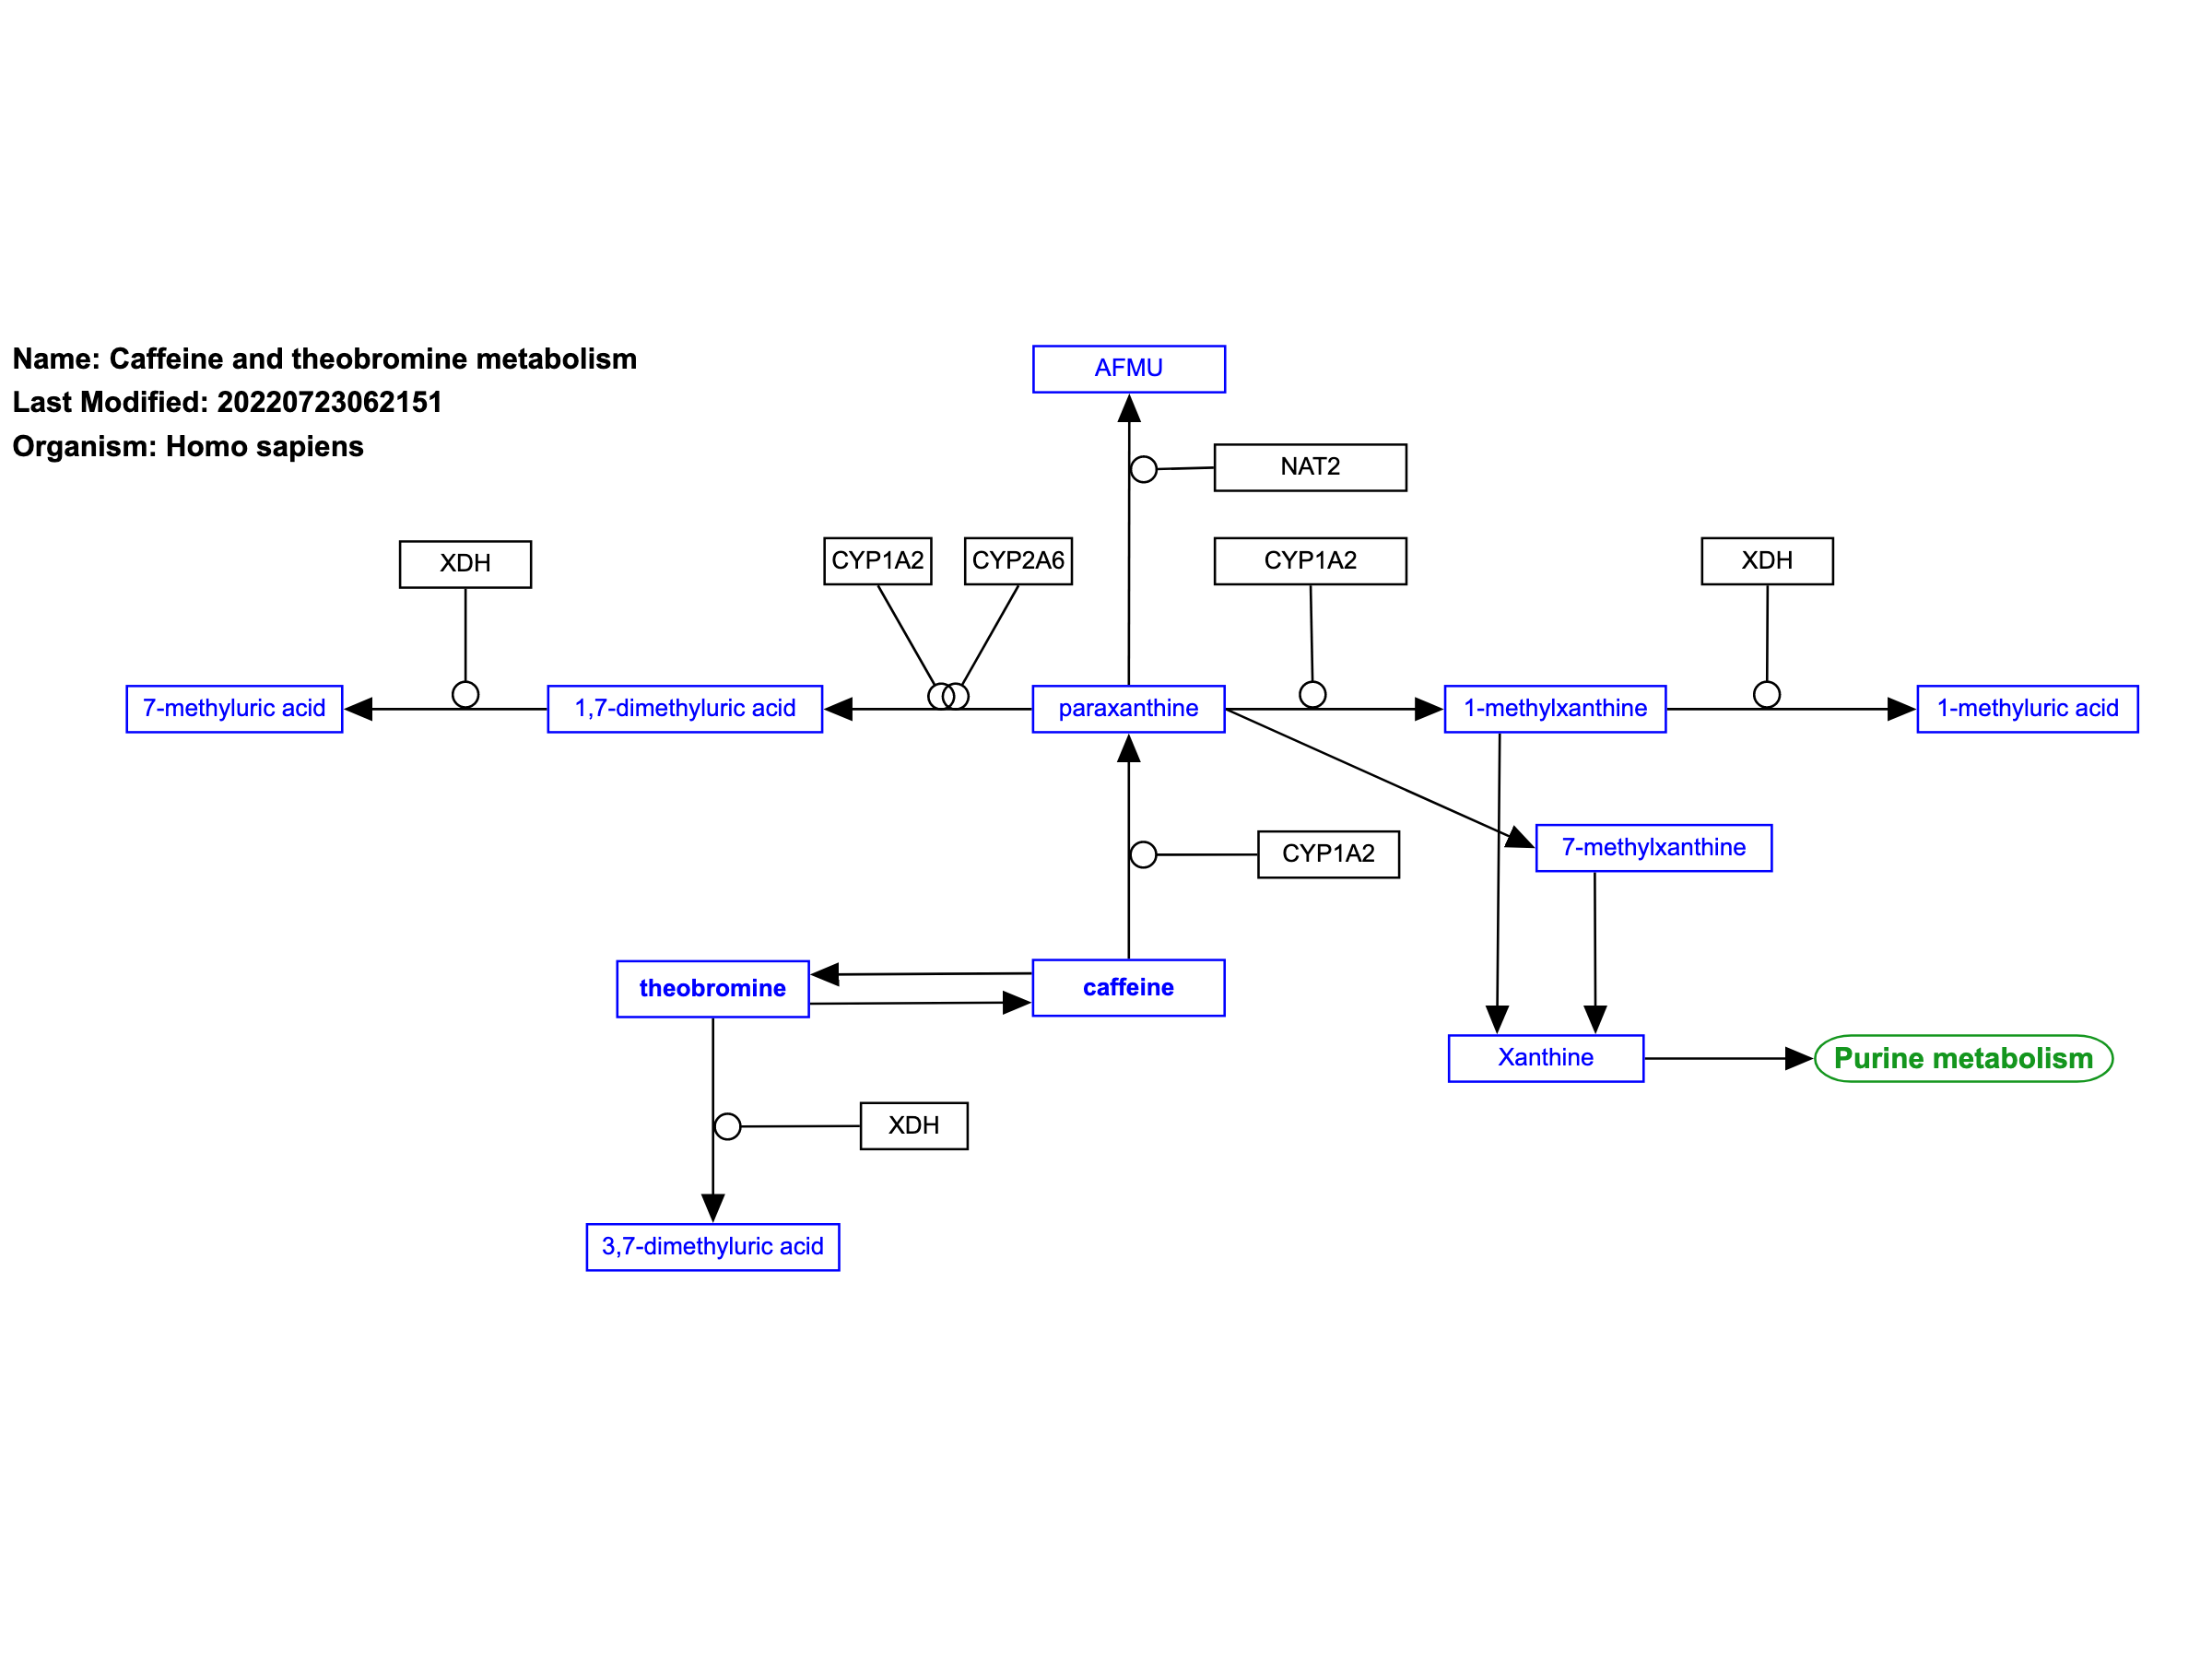 Name: Caffeine and theobromine metabolism
Last Modified: 20220723062151
Organism: Homo sapiens
AFMU
NAT2
XDH
CYP1A2
CYP2A6
CYP1A2
XDH
7-methyluric acid
1,7-dimethyluric acid
paraxanthine
1-methylxanthine
1-methyluric acid
7-methylxanthine
CYP1A2
theobromine
caffeine
Xanthine
Purine metabolism
XDH
3,7-dimethyluric acid